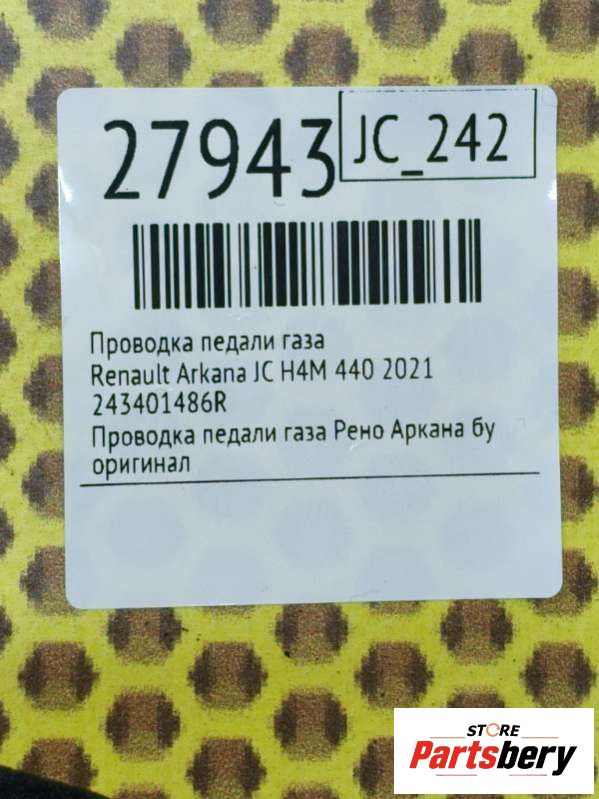 27943
JC_242
Проводка педали газа
Renault Arkana JC H4M 440 2021
243401486R
Проводка педали газа Рено Аркана бу
оригинал
STORE
Partsbery